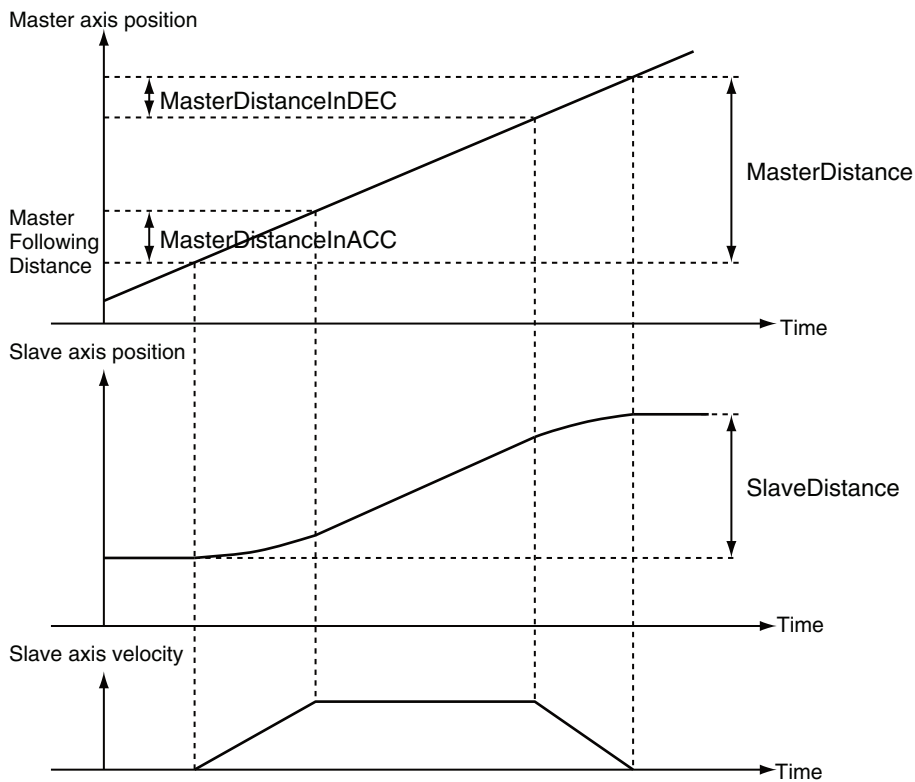 Master axis position
MasterDistanceInDEC
MasterDistance
Master
Following
Distance
MasterDistanceInACC
Time
Slave axis position
SlaveDistance
Time
Slave axis velocity
Time